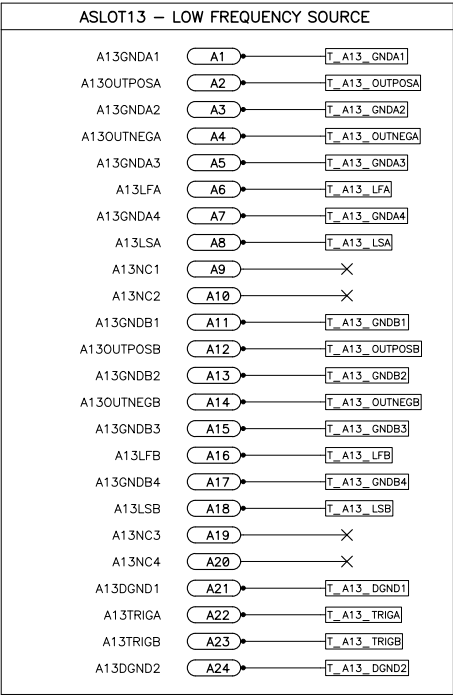 ASLOT13 – LOW FREQUENCY SOURCE
A13GNDA1 A1 T_A13_GNDA1
A13OUTPOSA A2 T_A13_OUTPOSA
A13GNDA2 A3 T_A13_GNDA2
A13OUTNEGA A4 T_A13_OUTNEGA
A13GNDA3 A5 T_A13_GNDA3
A13LFA A6 T_A13_LFA
A13GNDA4 A7 T_A13_GNDA4
A13LSA A8 T_A13_LSA
A13NC1 A9
A13NC2 A10
A13GNDB1 A11 T_A13_GNDB1
A13OUTPOSB A12 T_A13_OUTPOSB
A13GNDB2 A13 T_A13_GNDB2
A13OUTNEGB A14 T_A13_OUTNEGB
A13GNDB3 A15 T_A13_GNDB3
A13LFB A16 T_A13_LFB
A13GNDB4 A17 T_A13_GNDB4
A13LSB A18 T_A13_LSB
A13NC3 A19
A13NC4 A20
A13DGND1 A21 T_A13_DGND1
A13TRIGA A22 T_A13_TRIGA
A13TRIGB A23 T_A13_TRIGB
A13DGND2 A24 T_A13_DGND2